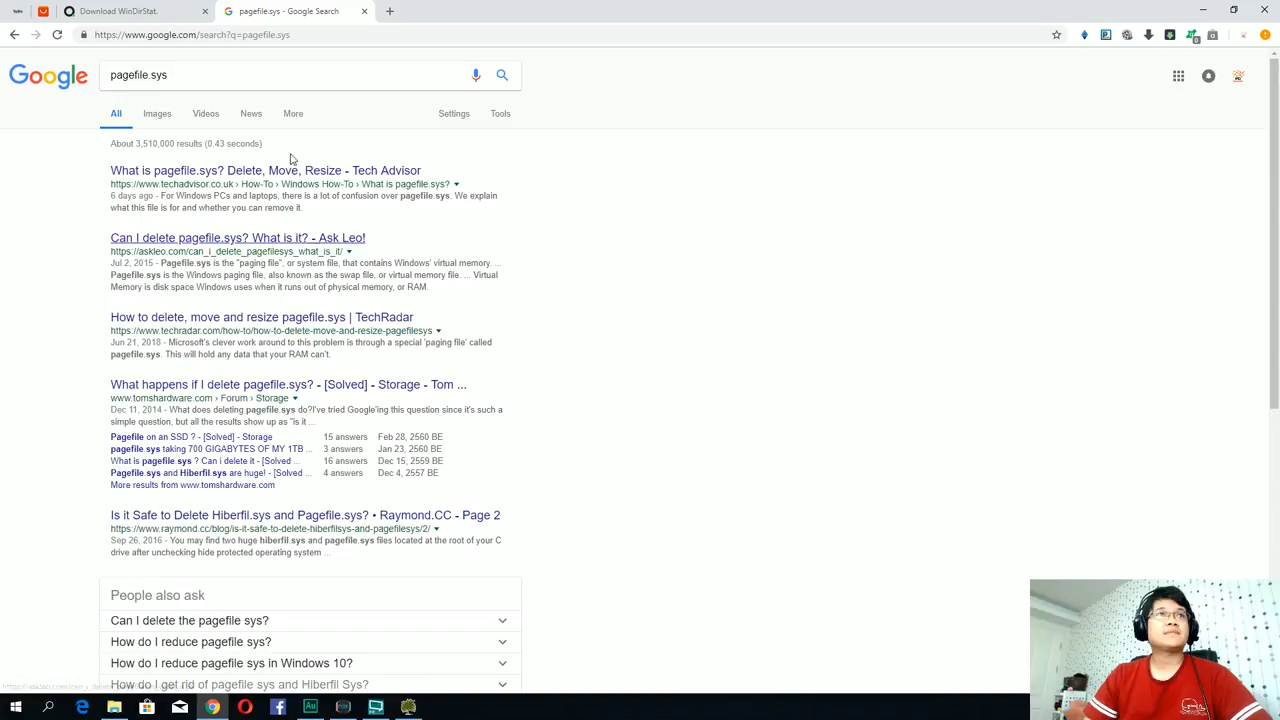 Download WinDirStat.
pagefile.sys - Google Search
https://www.google.com/search?q=pagefile.sys
Google
pagefile.sys
All Images Videos News More Settings Tools
About 3,510,000 results (0.43 seconds)
What is pagefile.sys? Delete, Move, Resize - Tech Advisor
https://www.techadvisor.co.uk › How-To › Windows How-To › What is pagefile.sys?
6 days ago - For Windows PCs and laptops, there is a lot of confusion over pagefile.sys. We explain
what this file is for and whether you can remove it.
Can I delete pagefile.sys? What is it? - Ask Leo!
https://askleo.com/can_i_delete_pagefilesys_what_is_it/
Jul 2, 2015 - Pagefile.sys is the "paging file", or system file, that contains Windows' virtual memory. ...
Pagefile.sys is the Windows paging file, also known as the swap file, or virtual memory file. ... Virtual
Memory is disk space Windows uses when it runs out of physical memory, or RAM.
How to delete, move and resize pagefile.sys | TechRadar
https://www.techradar.com/how-to/how-to-delete-move-and-resize-pagefilesys
Jun 21, 2018 - Microsoft's clever work around to this problem is through a special 'paging file' called
pagefile.sys. This will hold any data that your RAM can't.
What happens if I delete pagefile.sys? - [Solved] - Storage - Tom ...
www.tomshardware.com › Forum › Storage
Dec 11, 2014 - What does deleting pagefile.sys do?I've tried Google'ing this question since it's such a
simple question, but all the results show up as "is it ...
Pagefile on an SSD ? - [Solved] - Storage 15 answers Feb 28, 2560 BE
pagefile.sys taking 700 GIGABYTES OF MY 1TB ... 3 answers Jan 23, 2560 BE
What is pagefile.sys ? Can i delete it - [Solved ... 16 answers Dec 15, 2559 BE
Pagefile.sys and Hiberfil.sys are huge! - [Solved ... 4 answers Dec 4, 2557 BE
More results from www.tomshardware.com
Is it Safe to Delete Hiberfil.sys and Pagefile.sys? • Raymond.CC - Page 2
https://www.raymond.cc/blog/is-it-safe-to-delete-hiberfilsys-and-pagefilesys/2/
Sep 26, 2016 - You may find two huge hiberfil.sys and pagefile.sys files located at the root of your C
drive after unchecking hide protected operating system ...
People also ask
Can I delete the pagefile sys?
How do I reduce pagefile sys?
How do I reduce pagefile sys in Windows 10?
How do I get rid of pagefile sys and Hiberfil Sys?